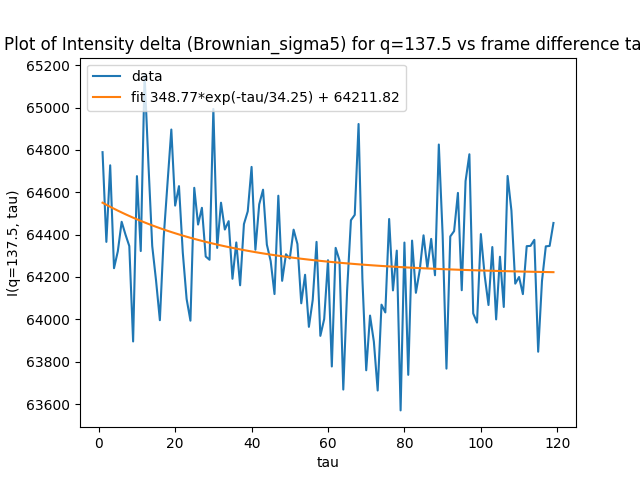 Plot of Intensity delta (Brownian_sigma5) for q=137.5 vs frame difference ta
65200
65000
64800
64600
64400
64200
64000
63800
63600
I(q=137.5, tau)
data
fit 348.77*exp(-tau/34.25) + 64211.82
0 20 40 60 80 100 120
tau